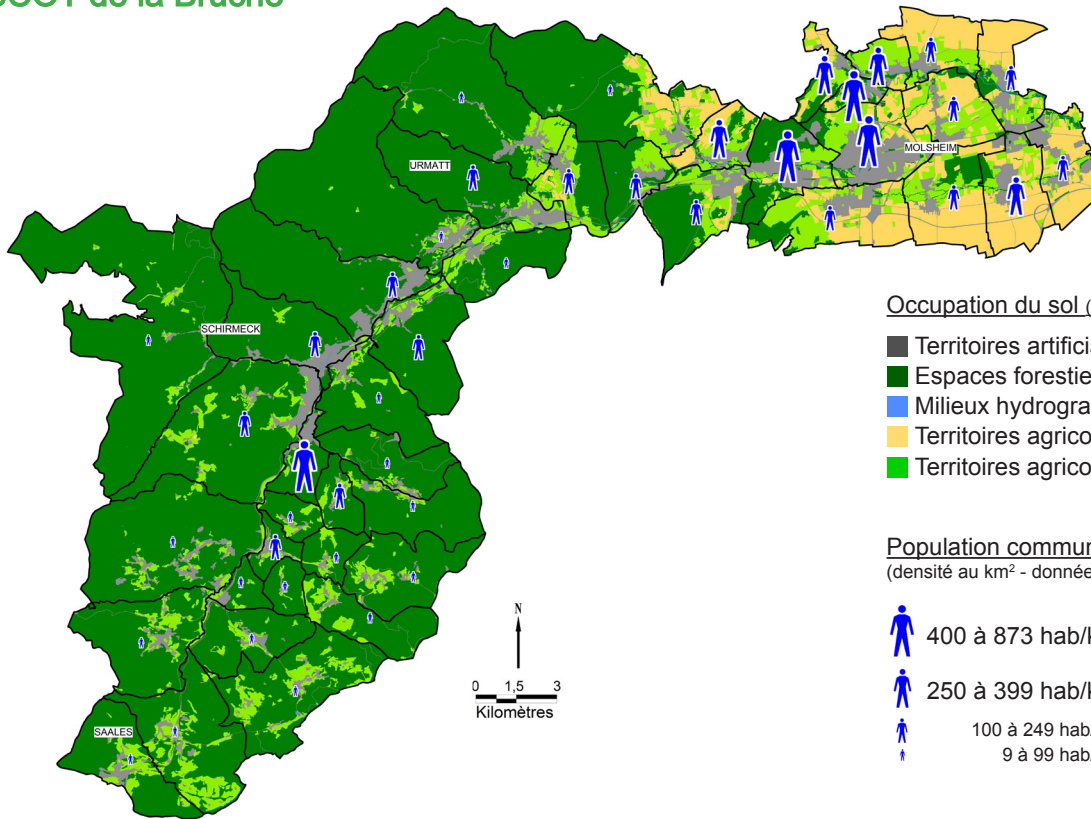 SCOT de la Bruche
URMATT
MOLSHEIM
SCHIRMECK
SAALES
N
0 1,5 3
Kilomètres
Occupation du sol (
Territoires artificia
Espaces forestie
Milieux hydrogra
Territoires agrico
Territoires agrico
Population commun
(densité au km² - donnée
400 à 873 hab/k
250 à 399 hab/k
100 à 249 hab/
9 à 99 hab/